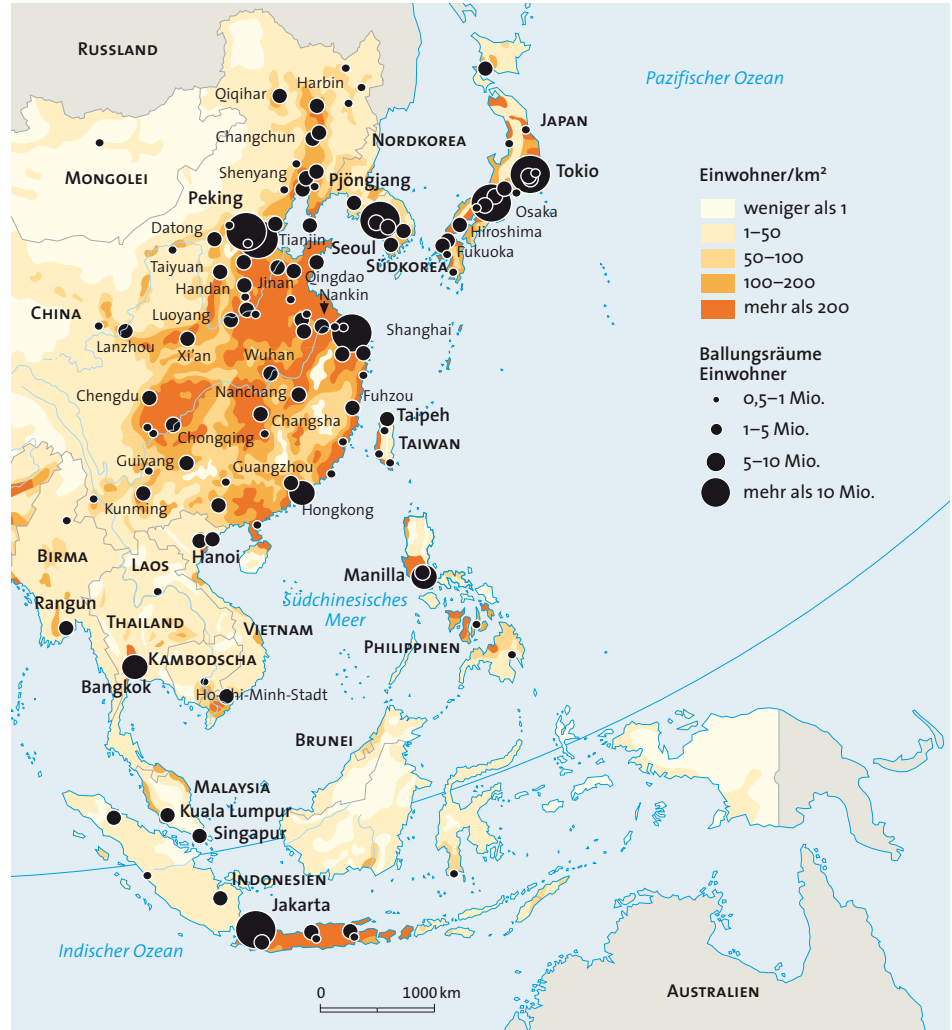 RUSSLAND
Harbin
Qiqihar
Pazifischer Ozean
JAPAN
Changchun
NORDKOREA
MONGOLEI
Shenyang
Pjöngjang
Tokio
Peking
Osaka
Datong
Tianjin
Hiroshima
Seoul
Fukuoka
Taiyuan
SÜDKOREA
Jinan
Qingdao
Handan
Nankin
CHINA
Luoyang
Shanghai
Lanzhou
Xi'an
Wuhan
Chengdu
Nanchang
Fuhzou
Taipeh
Changsha
Chongqing
TAIWAN
Guiyang
Guangzhou
Kunming
Hongkong
BIRMA
Hanoi
LAOS
Manilla
Rangun
Südchinesisches
Meer
THAILAND
VIETNAM
PHILIPPINEN
KAMBODSCHA
Bangkok
Ho-Chi-Minh-Stadt
BRUNEI
MALAYSIA
Kuala Lumpur
Singapur
INDONESIEN
Jakarta
Indischer Ozean
AUSTRALIEN
0 1000 km
Einwohner/km²
weniger als 1
1–50
50–100
100–200
mehr als 200
Ballungsräume
Einwohner
0,5–1 Mio.
1–5 Mio.
5–10 Mio.
mehr als 10 Mio.